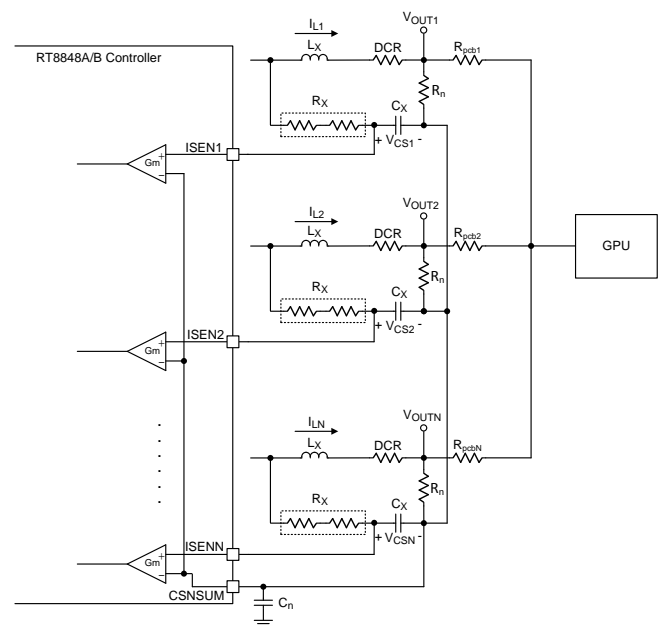 VOUT1
IL1
LX
DCR
Rpcb1
RT8848A/B Controller
Rn
RX
CX
+ VCS1 -
ISEN1
Gm
+
−
VOUT2
IL2
LX
DCR
Rpcb2
GPU
Rn
RX
CX
+ VCS2 -
ISEN2
Gm
+
−
VOUTN
ILN
LX
DCR
RpcbN
Rn
RX
CX
+ VCSN -
ISENN
Gm
+
−
CSNSUM
Cn